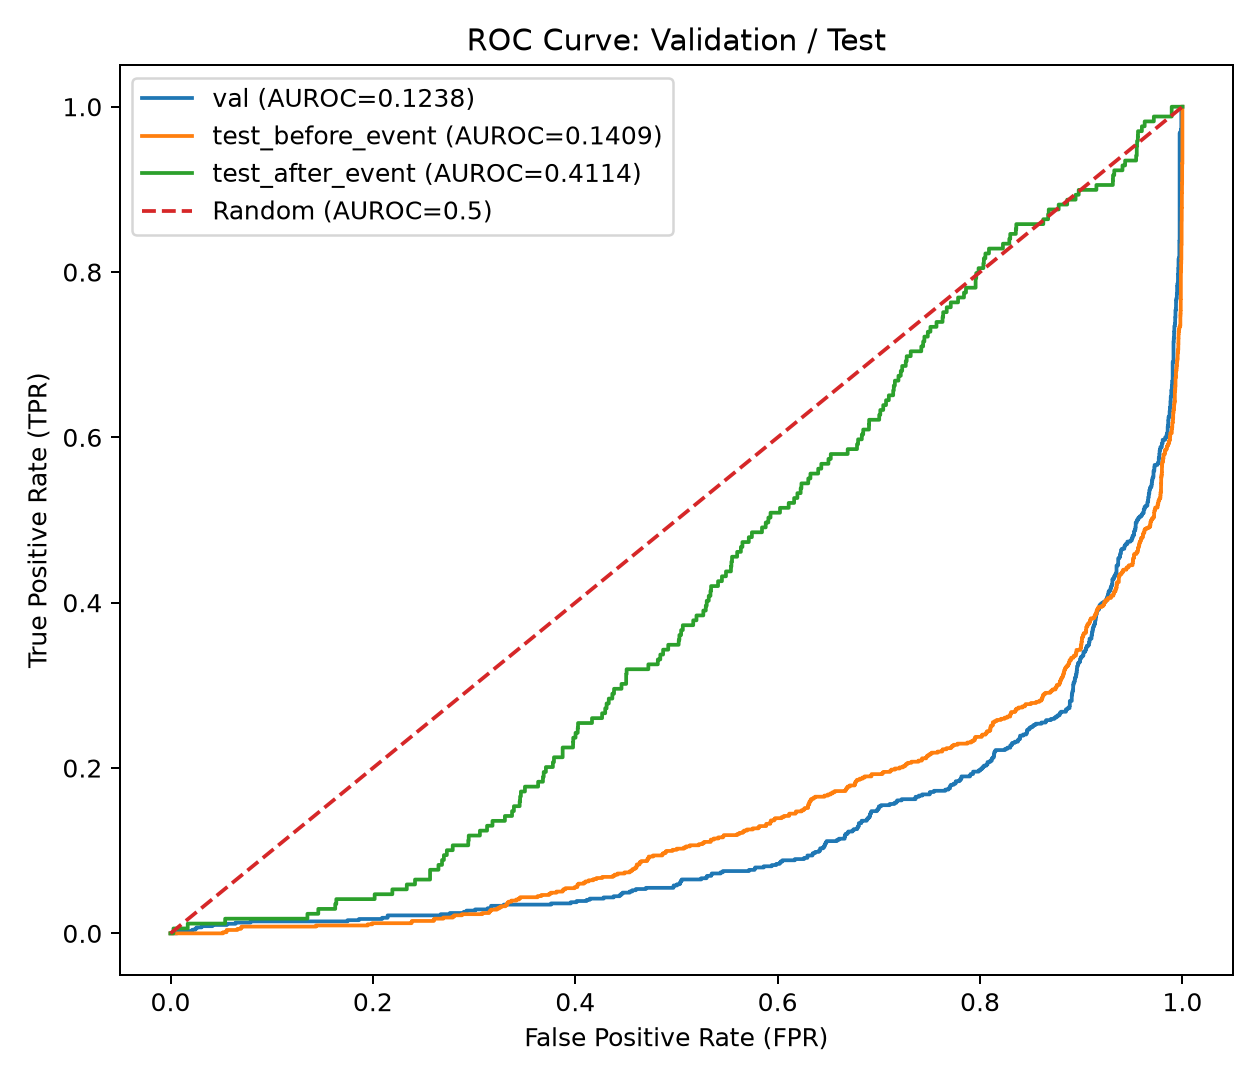 ROC Curve: Validation / Test
val (AUROC=0.1238)
test_before_event (AUROC=0.1409)
test_after_event (AUROC=0.4114)
Random (AUROC=0.5)
True Positive Rate (TPR)
1.0
0.8
0.6
0.4
0.2
0.0
0.0 0.2 0.4 0.6 0.8 1.0
False Positive Rate (FPR)